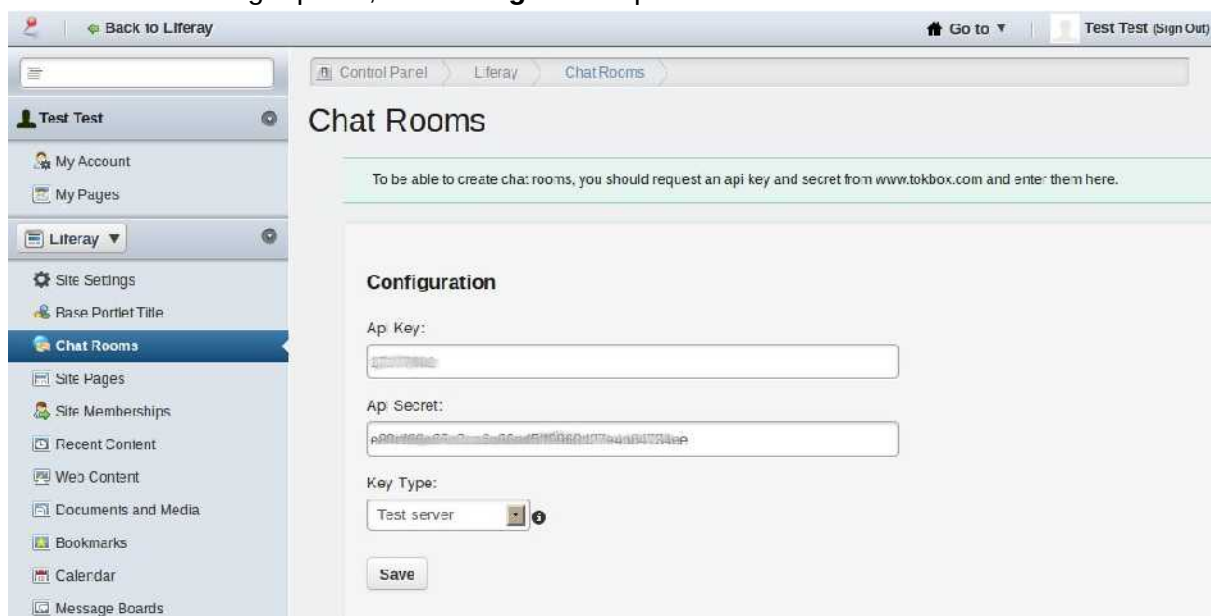 Back to Liferay
Go to
Test Test (Sign Out)
Control Panel
Liferay
Chat Rooms
Test Test
Chat Rooms
My Account
My Pages
To be able to create chat rooms, you should request an api key and secret from www.tokbox.com and enter them here.
Liferay
Site Settings
Configuration
Base Portlet Title
Api Key:
Chat Rooms
Site Pages
Api Secret:
Site Memberships
Recent Content
Web Content
Key Type:
Documents and Media
Test server
Bookmarks
Calendar
Save
Message Boards